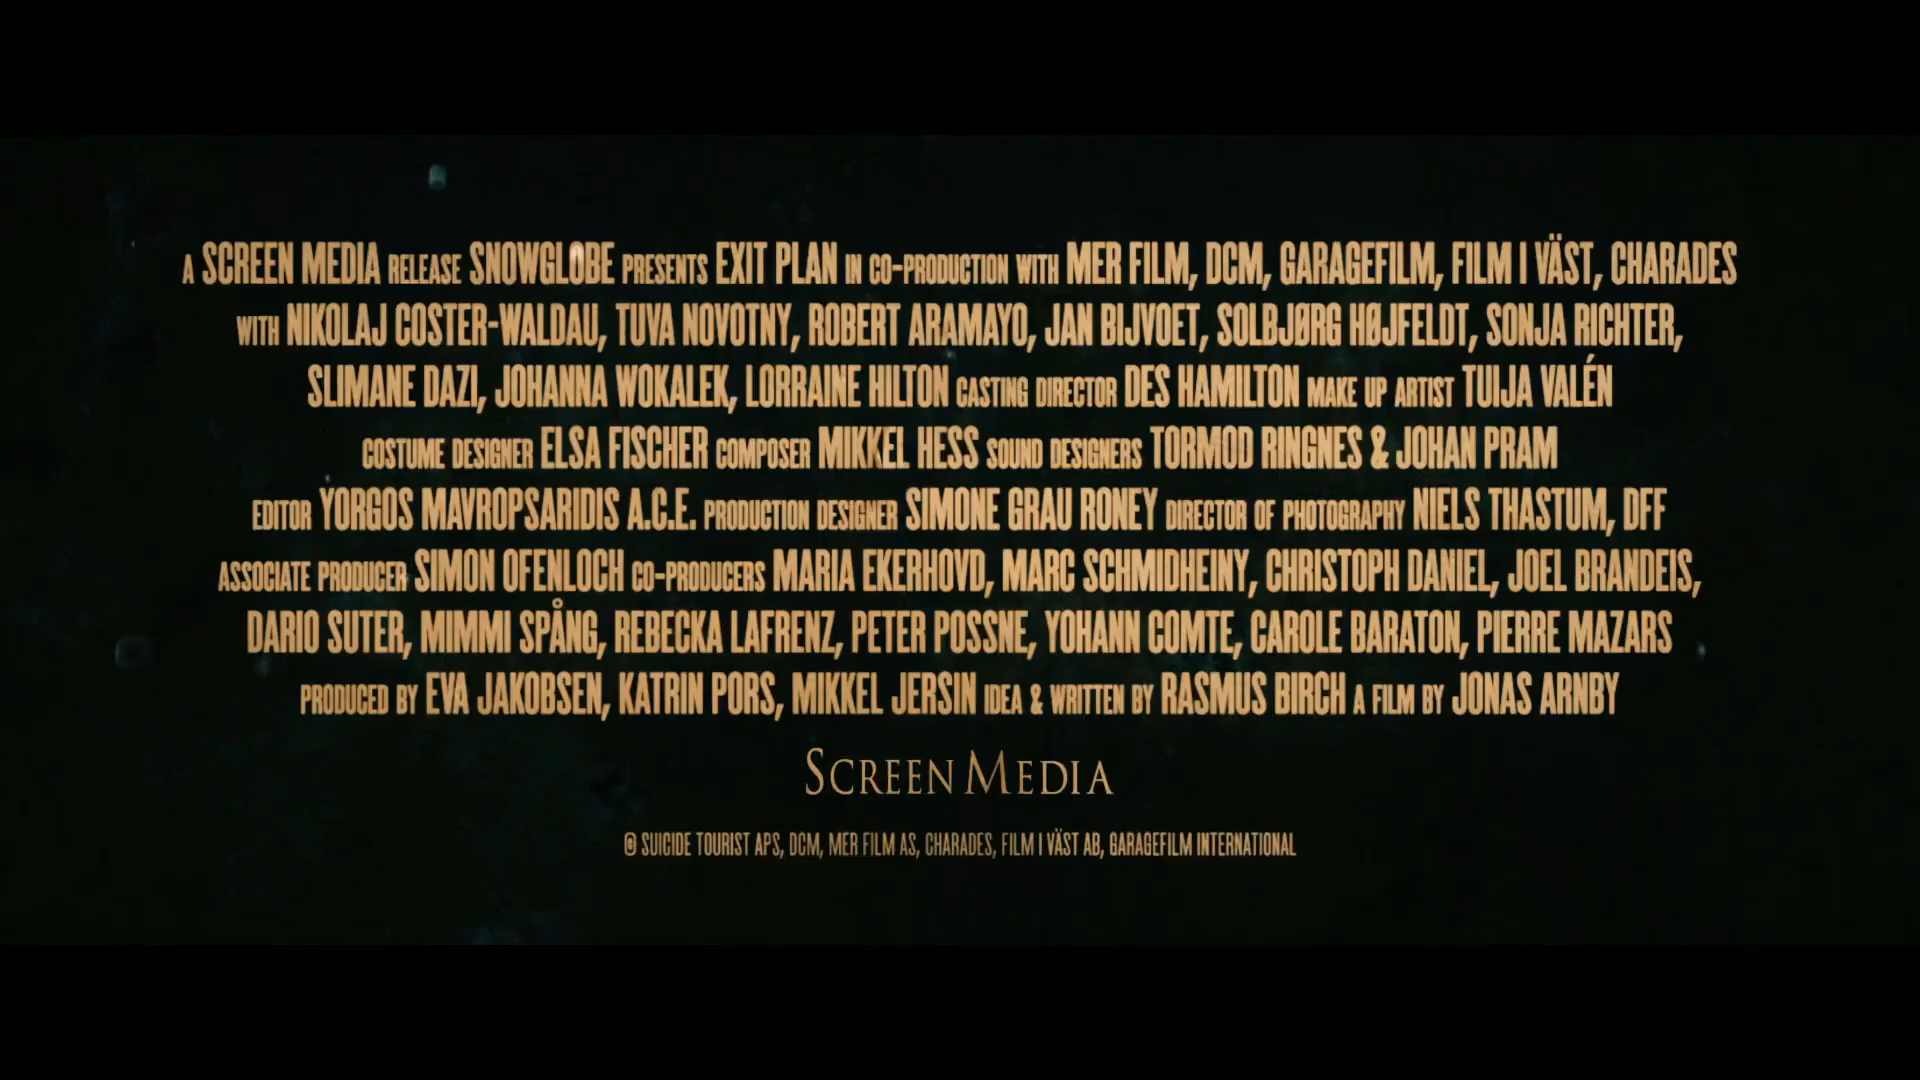 A SCREEN MEDIA RELEASE SNOWGLOBE PRESENTS EXIT PLAN IN CO-PRODUCTION WITH MER FILM, DCM, GARAGEFILM, FILM I VÄST, CHARADES
WITH NIKOLAJ COSTER-WALDAU, TUVA NOVOTNY, ROBERT ARAMAYO, JAN BIJVOET, SOLBJØRG HØJFELDT, SONJA RICHTER,
SLIMANE DAZI, JOHANNA WOKALEK, LORRAINE HILTON CASTING DIRECTOR DES HAMILTON MAKE UP ARTIST TUIJA VALÉN
COSTUME DESIGNER ELSA FISCHER COMPOSER MIKKEL HESS SOUND DESIGNERS TORMOD RINGNES & JOHAN PRAM
EDITOR YORGOS MAVROPSARIDIS A.C.E. PRODUCTION DESIGNER SIMONE GRAU RONEY DIRECTOR OF PHOTOGRAPHY NIELS THASTUM, DFF
ASSOCIATE PRODUCER SIMON OFENLOCH CO-PRODUCERS MARIA EKERHOVD, MARC SCHMIDHEINY, CHRISTOPH DANIEL, JOEL BRANDEIS,
DARIO SUTER, MIMMI SPÅNG, REBECKA LAFRENZ, PETER POSSNE, YOHANN COMTE, CAROLE BARATON, PIERRE MAZARS
PRODUCED BY EVA JAKOBSEN, KATRIN PORS, MIKKEL JERSIN IDEA & WRITTEN BY RASMUS BIRCH A FILM BY JONAS ARNBY
SCREEN MEDIA
© SUICIDE TOURIST APS, DCM, MER FILM AS, CHARADES, FILM I VÄST AB, GARAGEFILM INTERNATIONAL